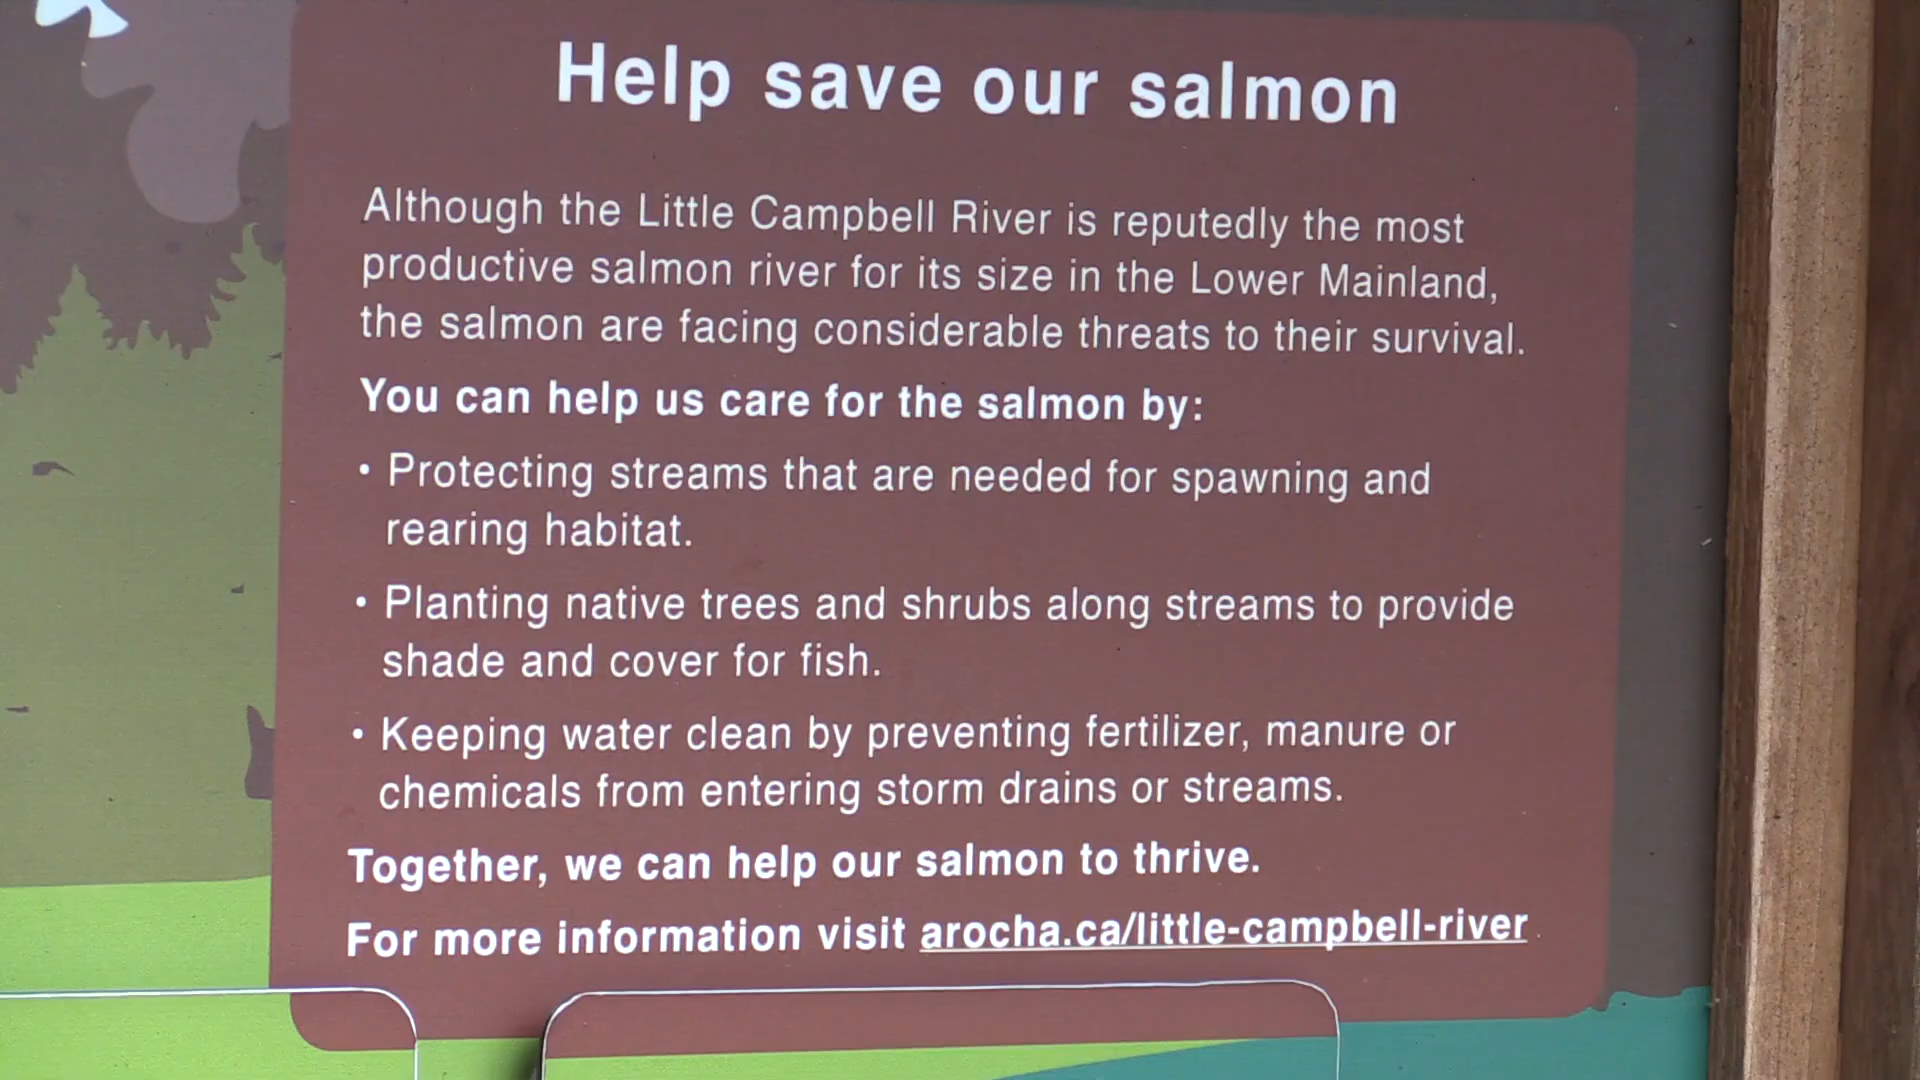 Help save our salmon
Although the Little Campbell River is reputedly the most
productive salmon river for its size in the Lower Mainland,
the salmon are facing considerable threats to their survival.
You can help us care for the salmon by:
• Protecting streams that are needed for spawning and
rearing habitat.
• Planting native trees and shrubs along streams to provide
shade and cover for fish.
• Keeping water clean by preventing fertilizer, manure or
chemicals from entering storm drains or streams.
Together, we can help our salmon to thrive.
For more information visit arocha.ca/little-campbell-river